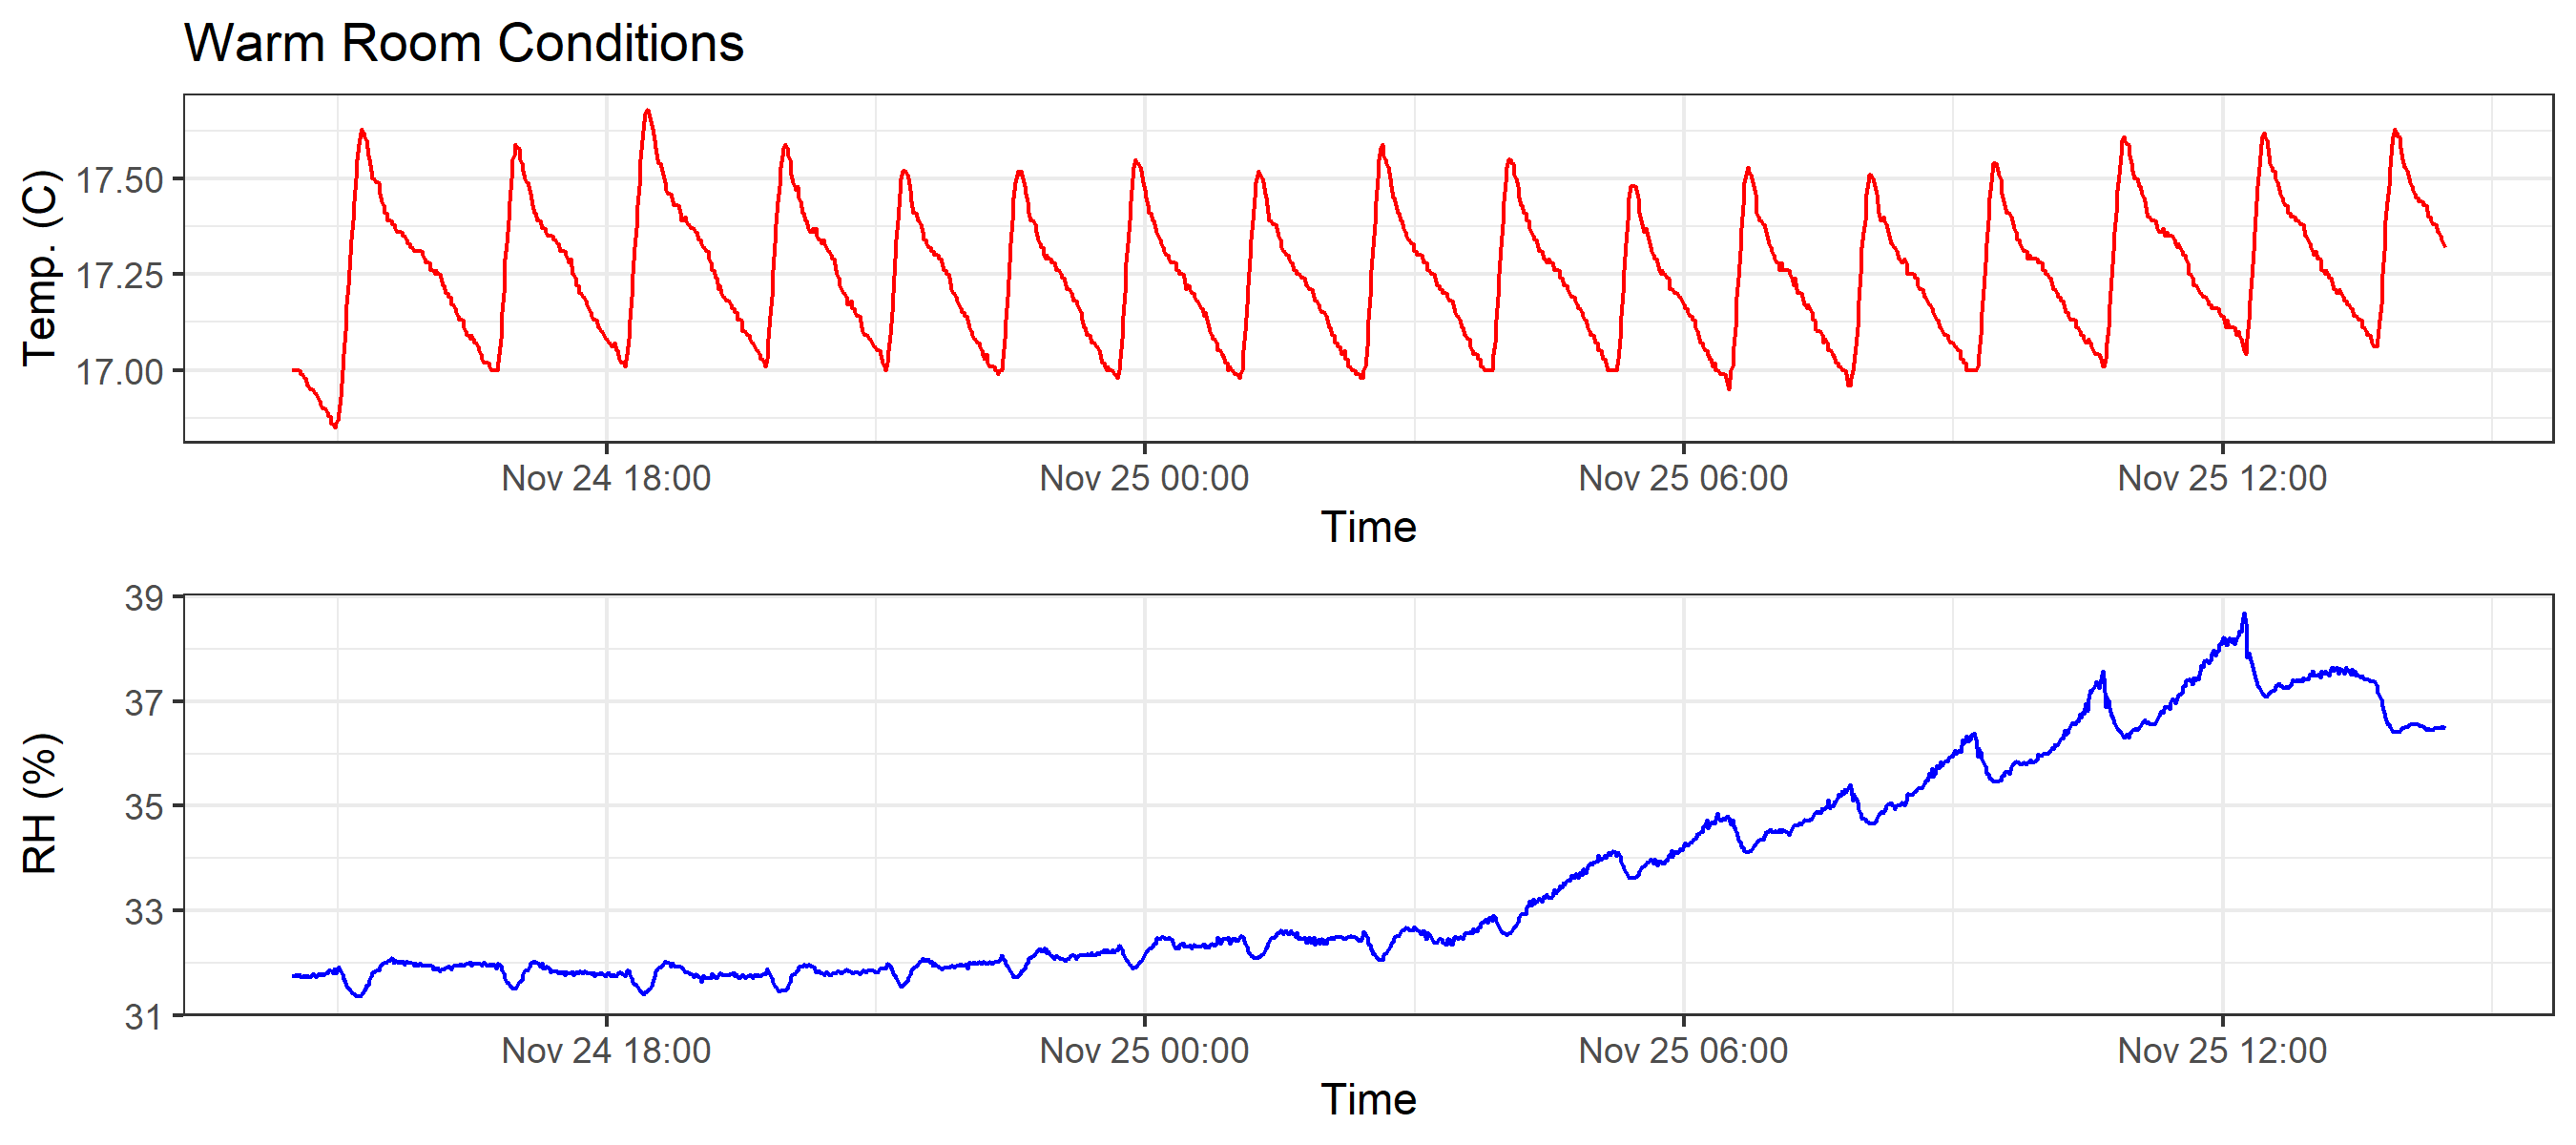 Warm Room Conditions
Temp. (C)
17.50
17.25
17.00
Nov 24 18:00 Nov 25 00:00 Nov 25 06:00 Nov 25 12:00
Time
RH (%)
39
37
35
33
31
Nov 24 18:00 Nov 25 00:00 Nov 25 06:00 Nov 25 12:00
Time